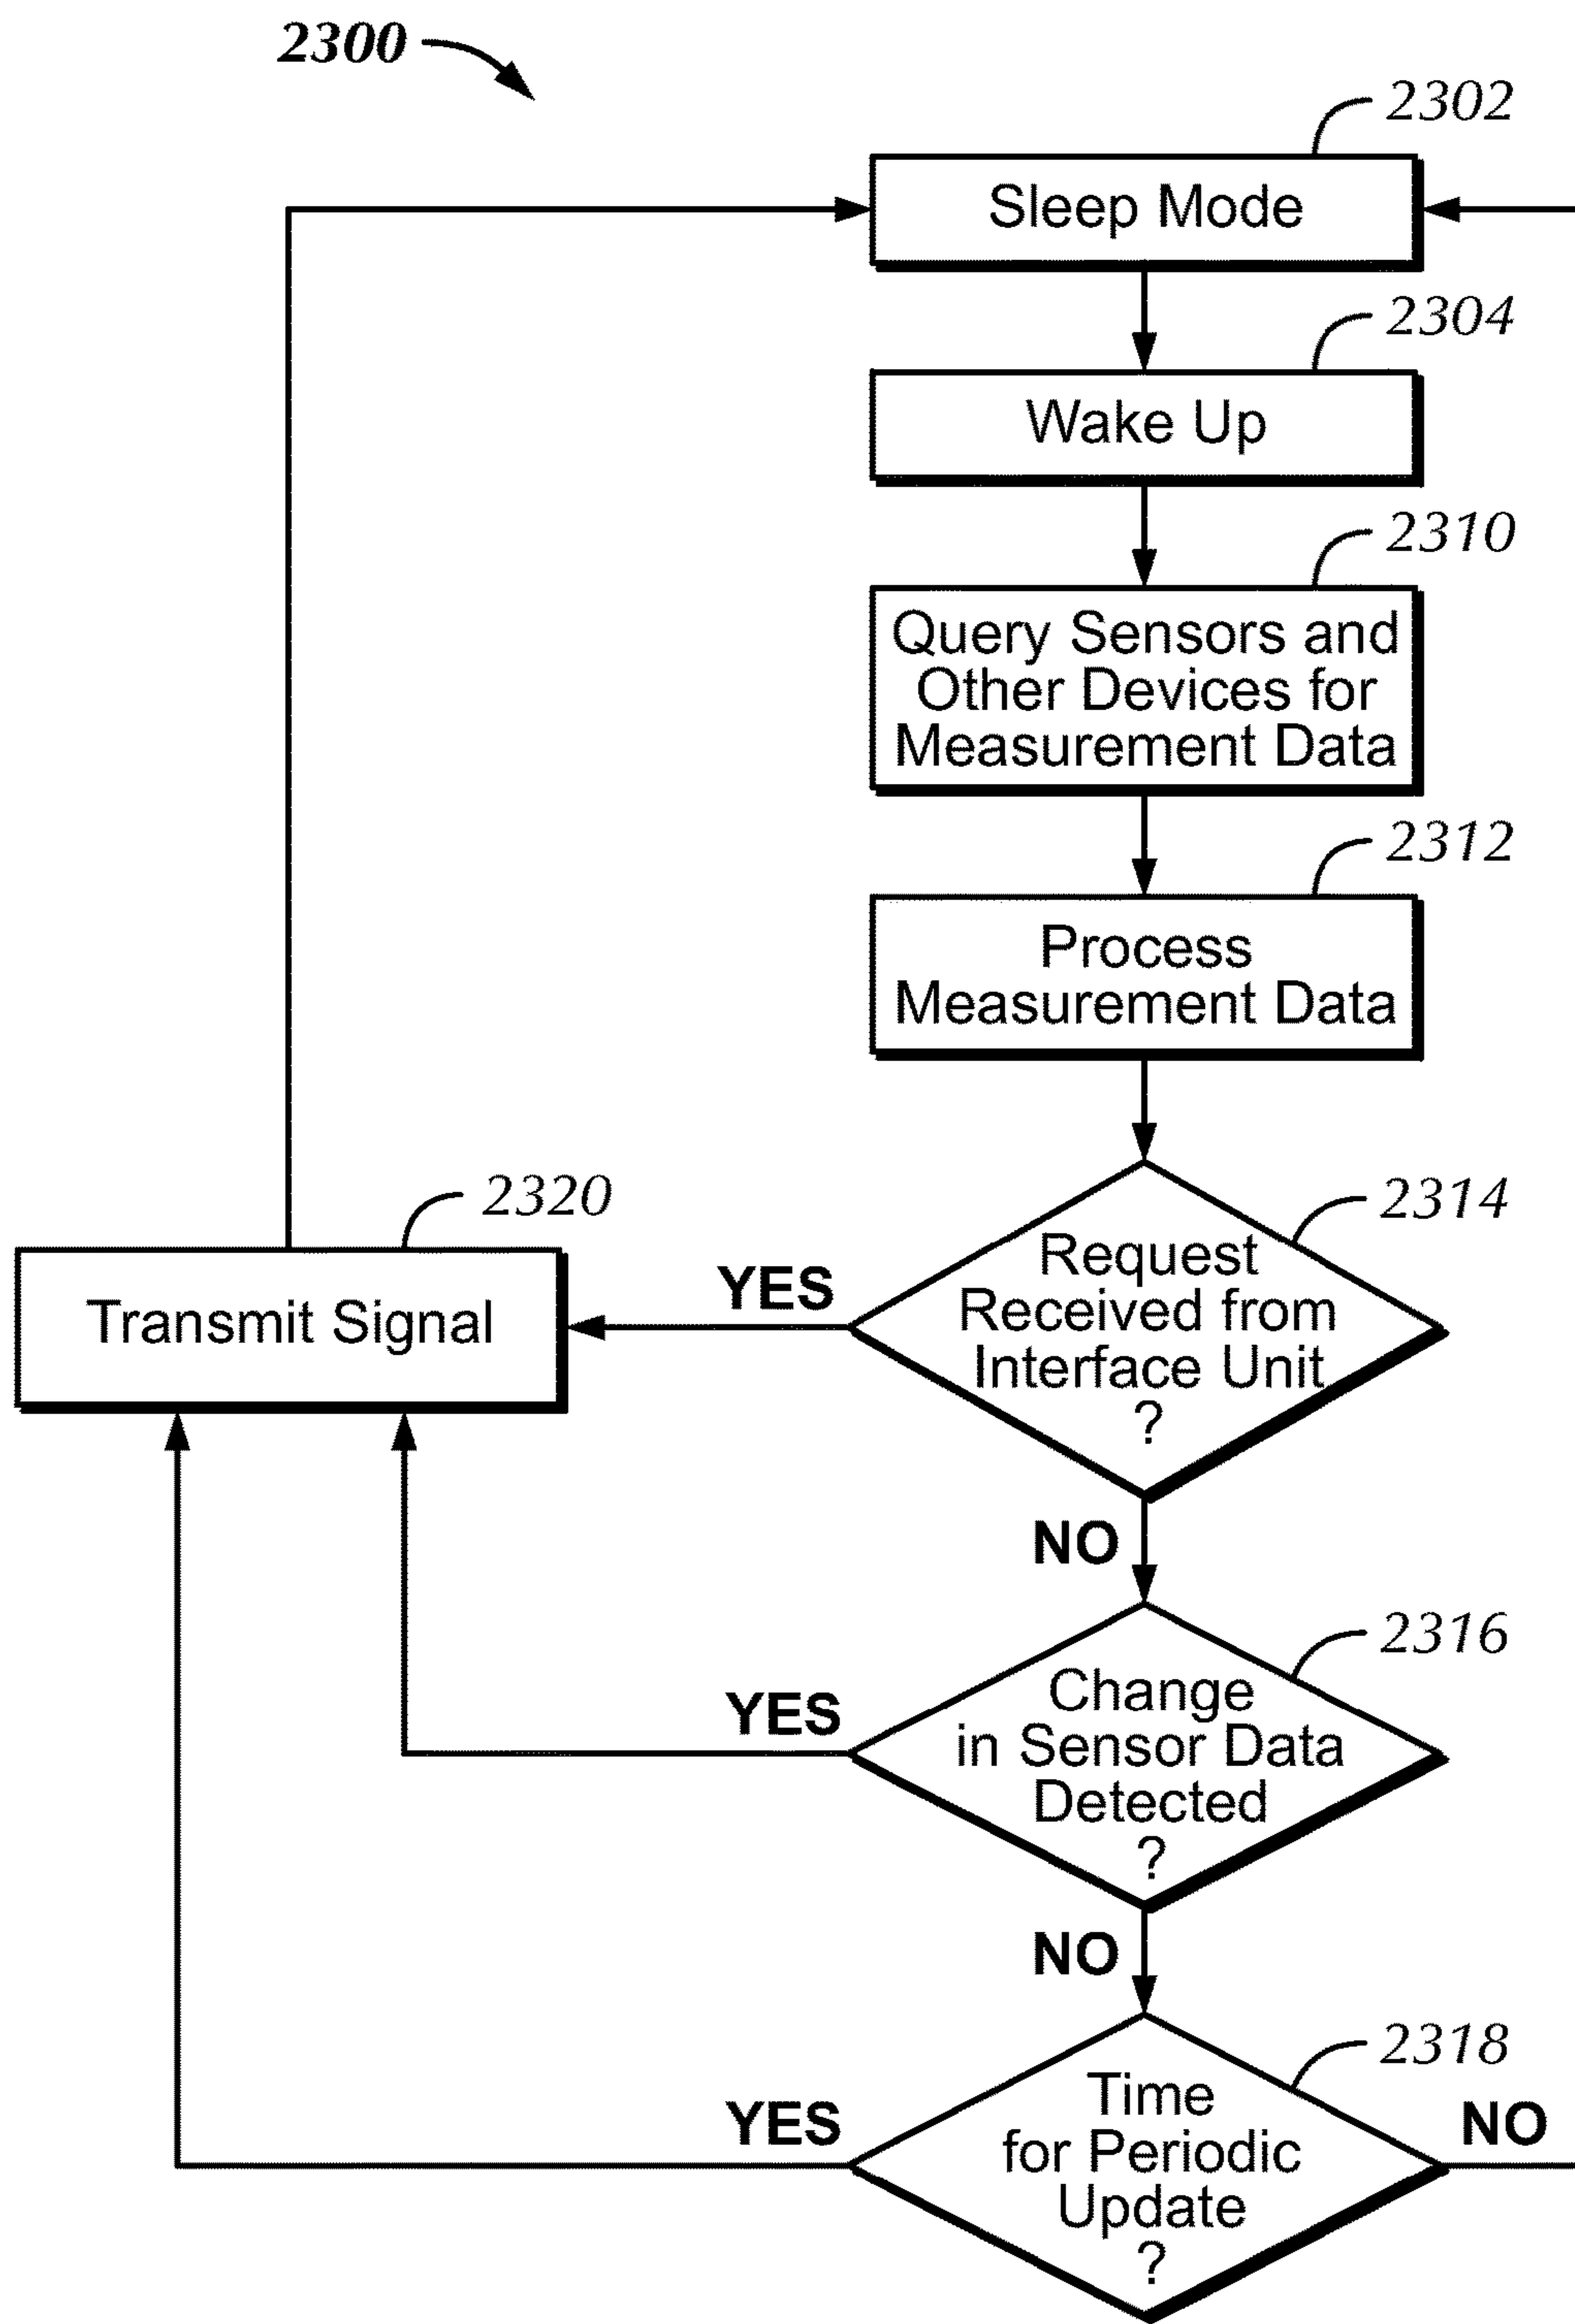 2300
2302
Sleep Mode
2304
Wake Up
2310
Query Sensors and
Other Devices for
Measurement Data
2312
Process
Measurement Data
2320
Transmit Signal
2314
Request
Received from
Interface Unit
?
YES
NO
2316
Change
in Sensor Data
Detected
?
YES
NO
2318
Time
for Periodic
Update
?
YES
NO